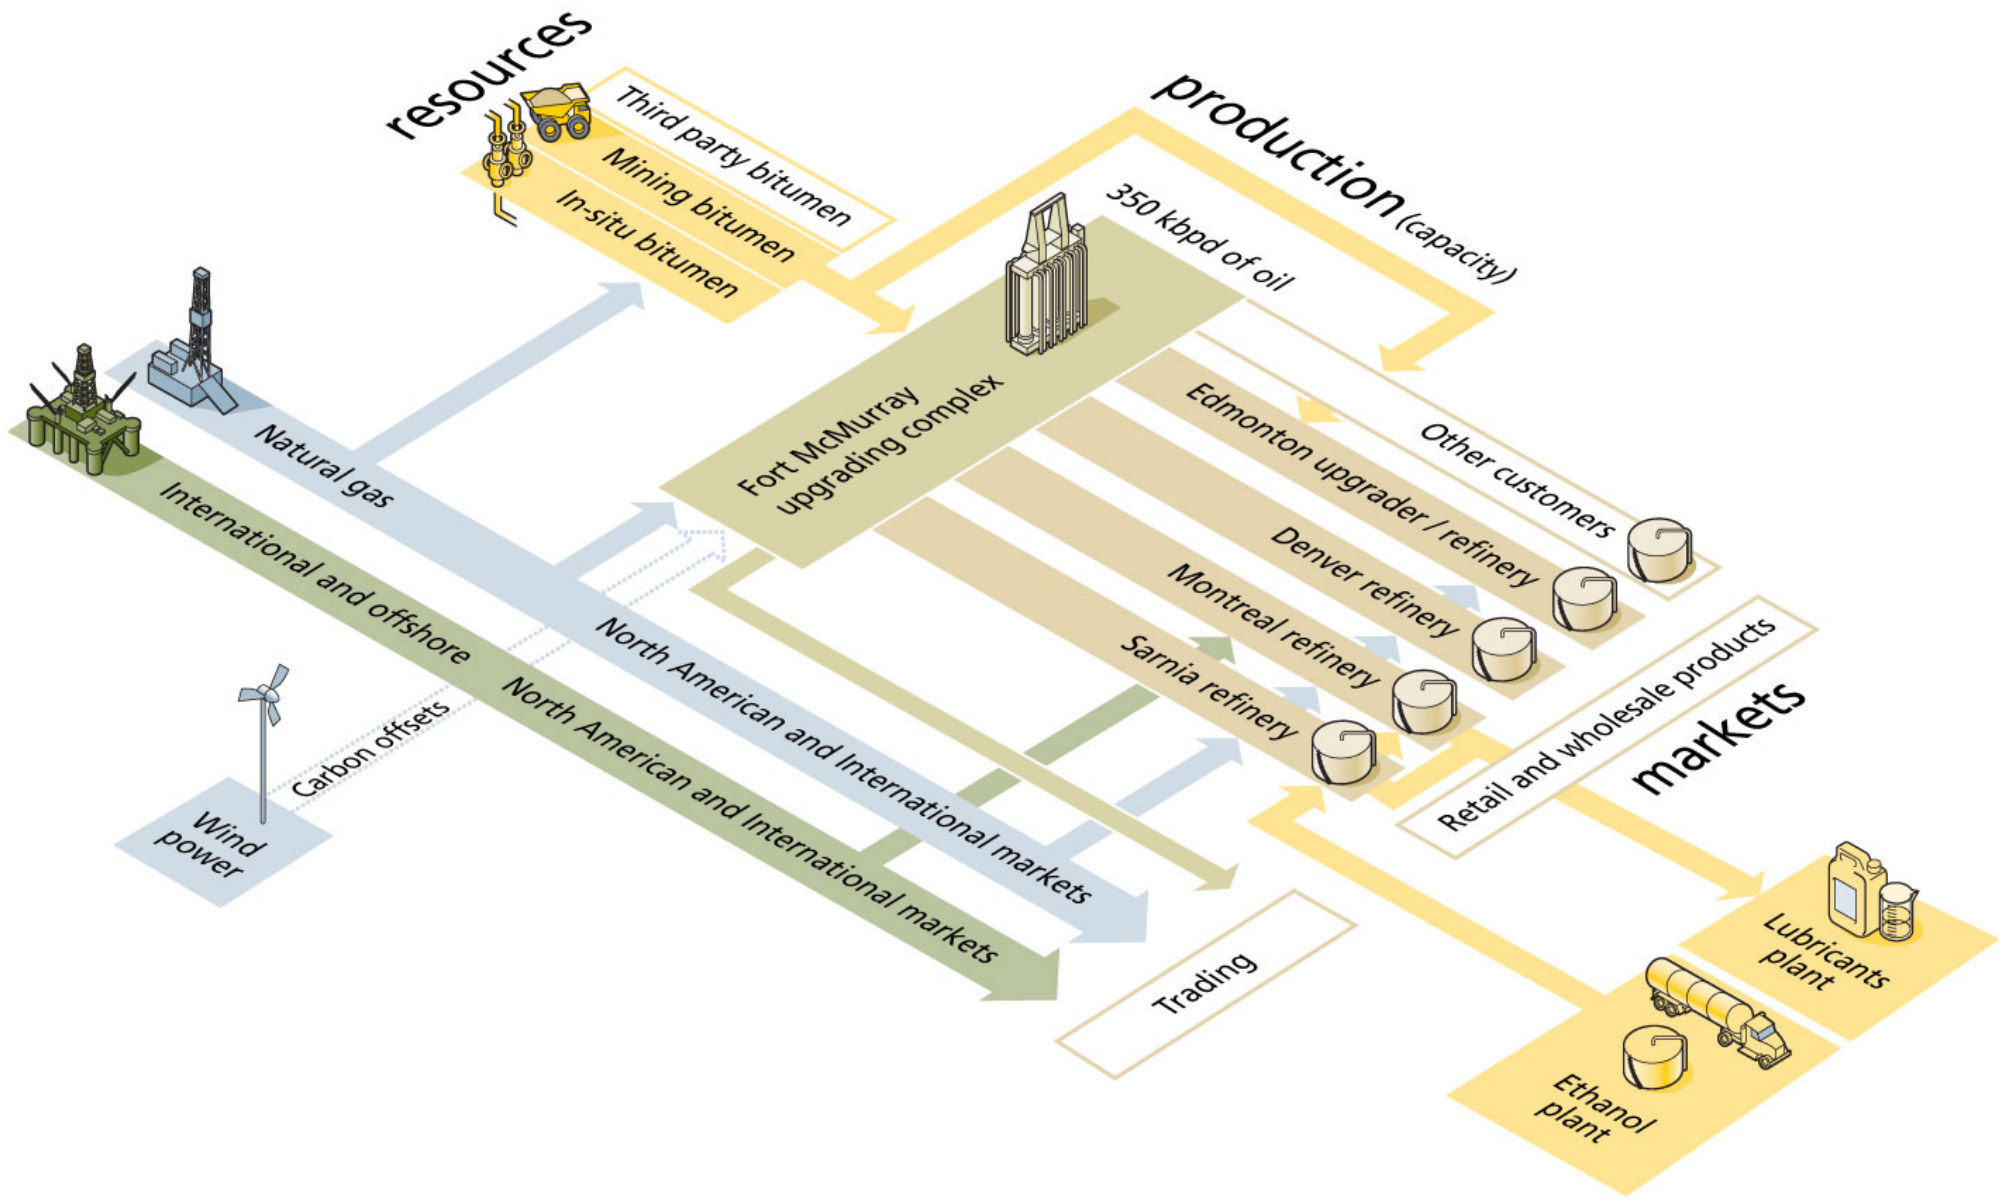 resources
Third party bitumen
Mining bitumen
In-situ bitumen
production (capacity)
350 kbpd of oil
Fort McMurray
upgrading complex
Natural gas
International and offshore
North American and International markets
North American and International markets
Carbon offsets
Wind
power
Other customers
Edmonton upgrader / refinery
Denver refinery
Montreal refinery
Sarnia refinery
Retail and wholesale products
markets
Trading
Lubricants
plant
Ethanol
plant